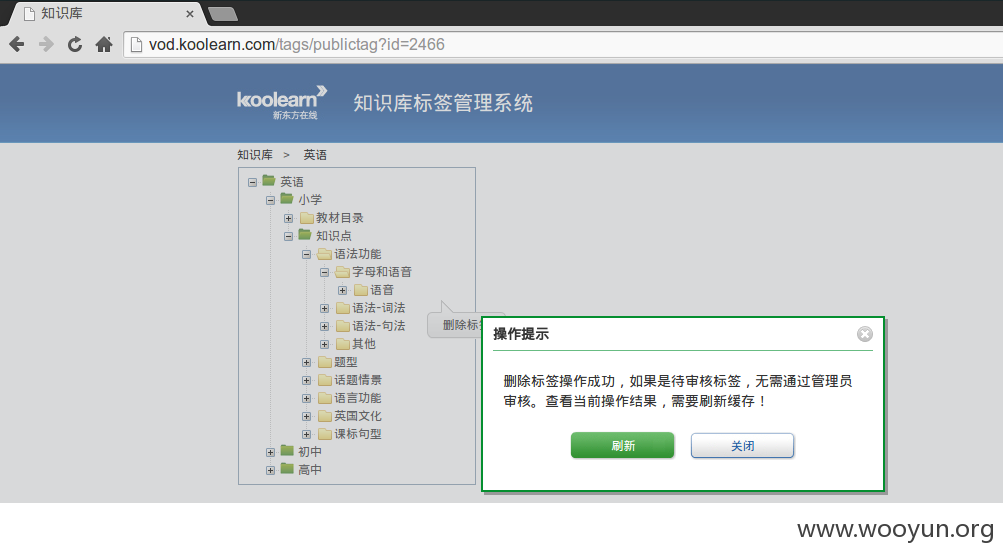 知识库
vod.koolearn.com/tags/publictag?id=2466
koolearn
新东方在线
知识库标签管理系统
知识库 > 英语
英语
小学
教材目录
知识点
语法功能
字母和语音
语音
语法-词法
语法-句法
其他
题型
话题情景
语言功能
英国文化
课标句型
初中
高中
删除标
操作提示
删除标签操作成功，如果是待审核标签，无需通过管理员
审核。查看当前操作结果，需要刷新缓存！
刷新
关闭
www.wooyun.org